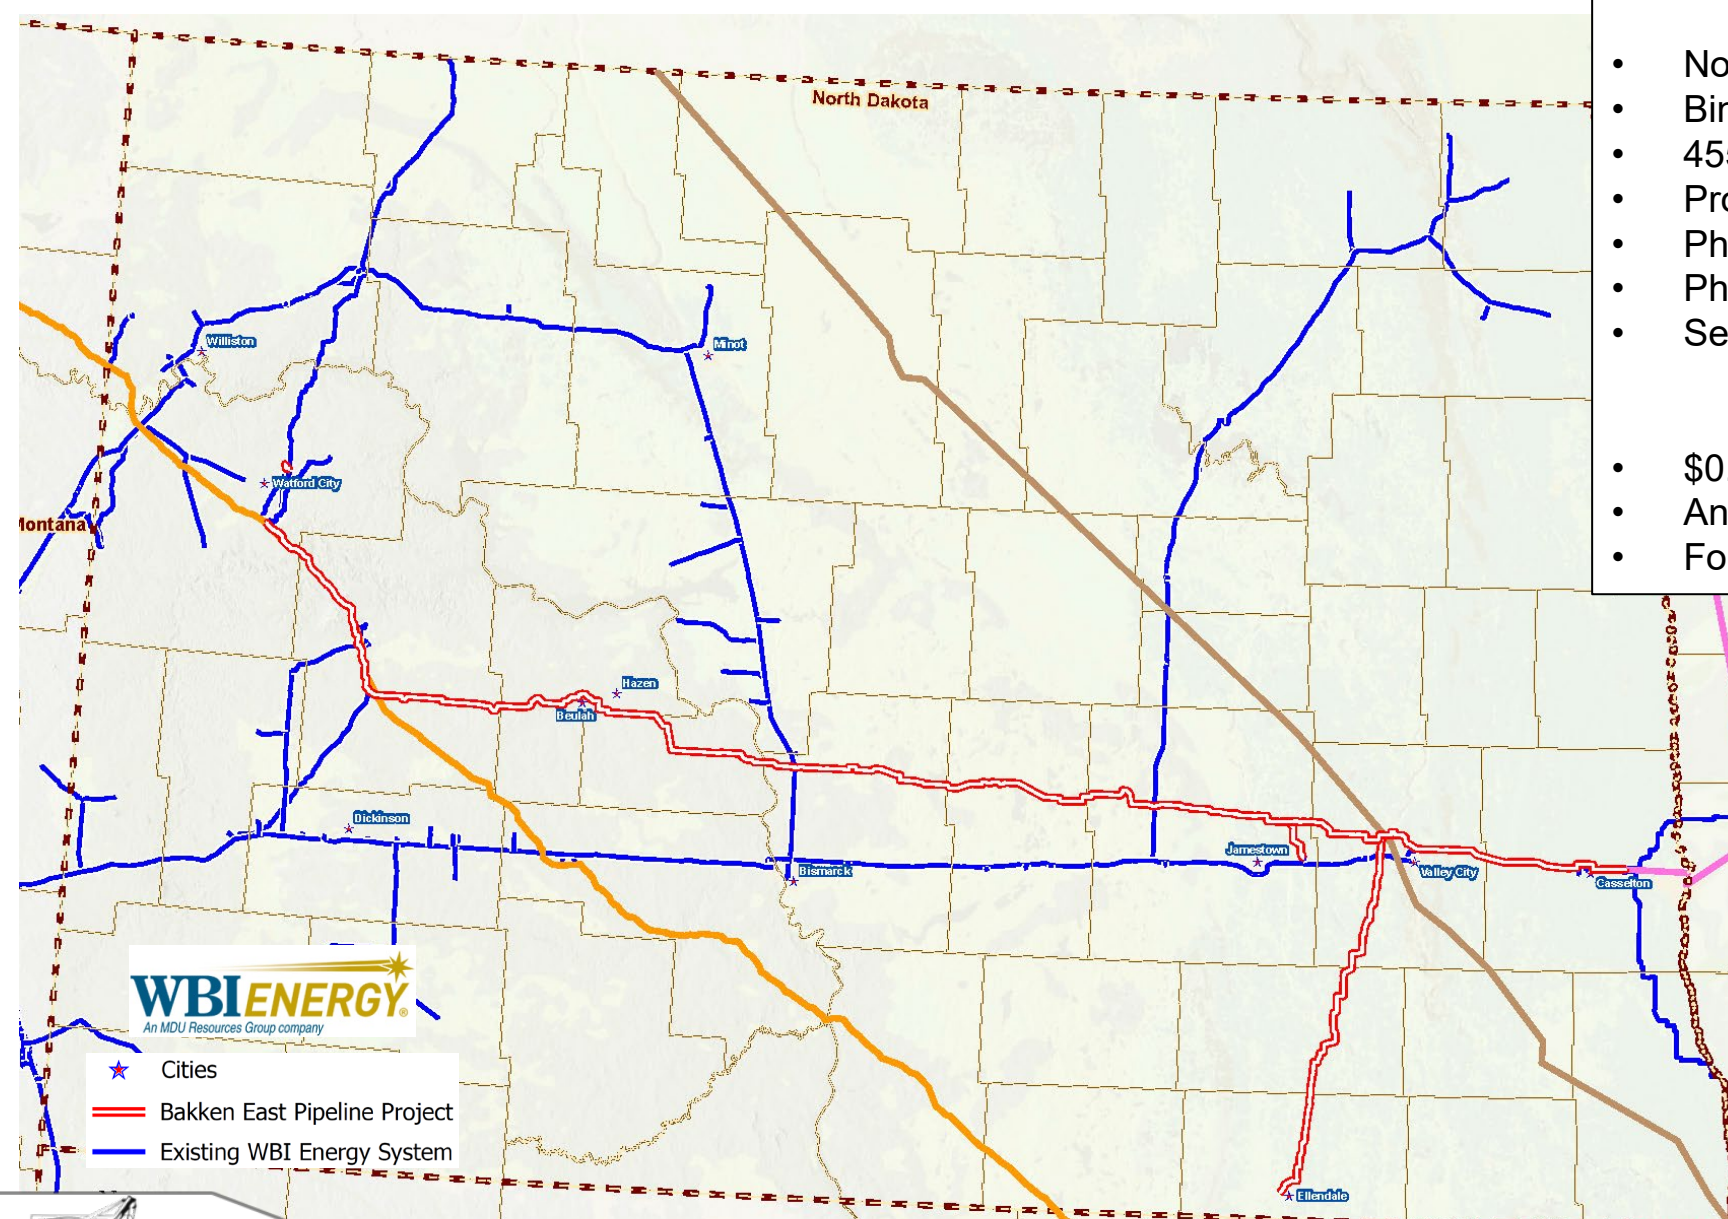 North Dakota
Williston
Minot
Watford City
Montana
Hazen
Beulah
Dickinson
Jamestown
Bismarck
Valley City
Casselton
Ellendale
WBI ENERGY®
An MDU Resources Group company
Cities
Bakken East Pipeline Project
Existing WBI Energy System
• No
• Bir
• 45
• Pro
• Ph
• Ph
• Se
• $0
• An
• Fo